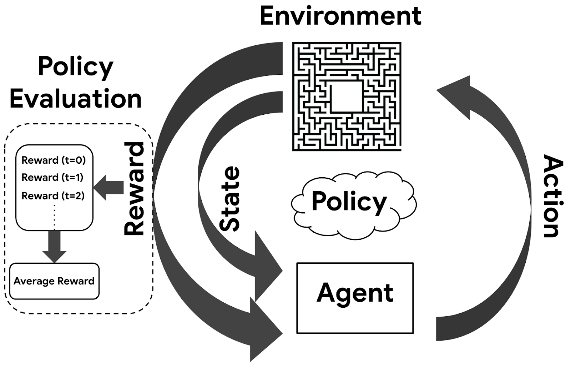 Environment
Policy
Evaluation
Reward (t=0)
Reward (t=1)
Reward (t=2)
Average Reward
Reward
State
Policy
Agent
Action